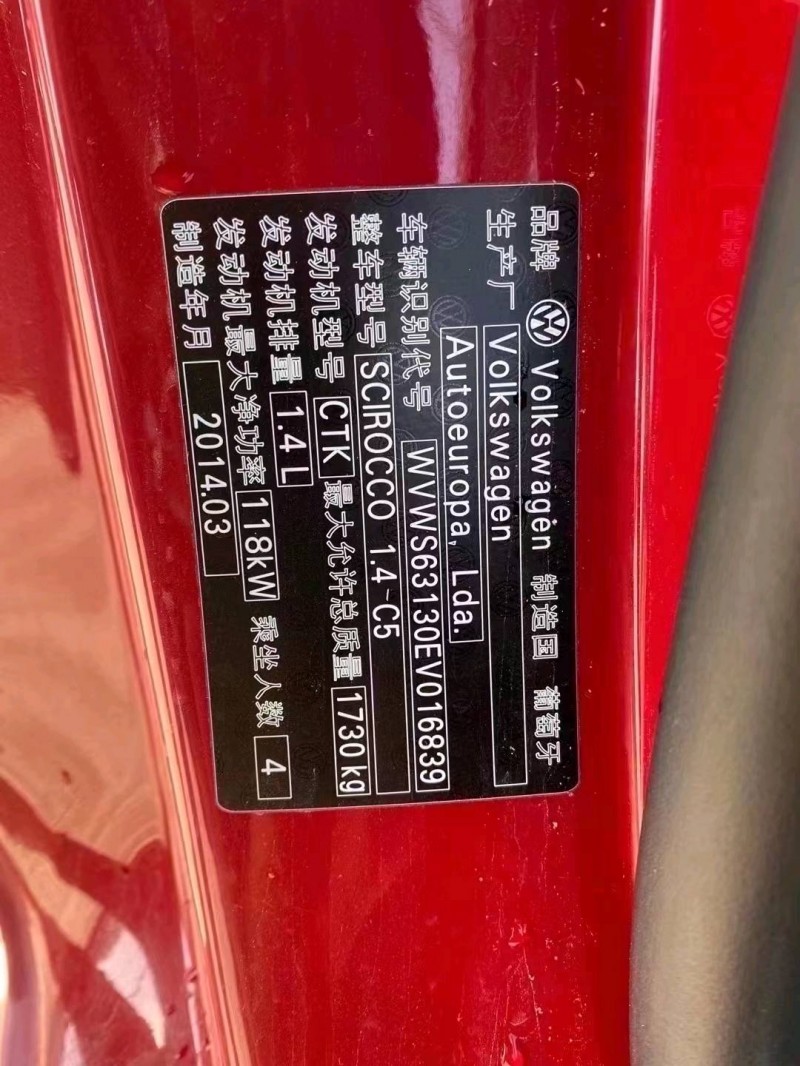 品牌 Volkswagen 制造国 葡萄牙
生产厂 Volkswagen
Autoeuropa, Lda.
车辆识别代号 WVWS63130EV016839
整车型号 SCIROCCO 1.4-C5
发动机型号 CTK 最大允许总质量 1730kg
发动机排量 1.4L
发动机最大净功率 118kW 乘坐人数 4
制造年月 2014.03